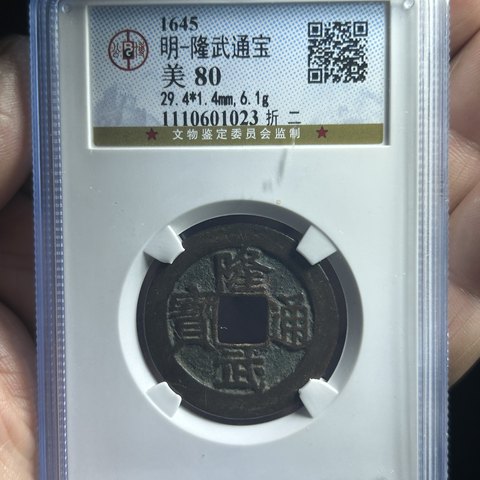 1645
明-隆武通宝
美 80
29.4*1.4mm,6.1g
1110601023 折 二
★ 文物鉴定委员会监制 ★
隆武通寳